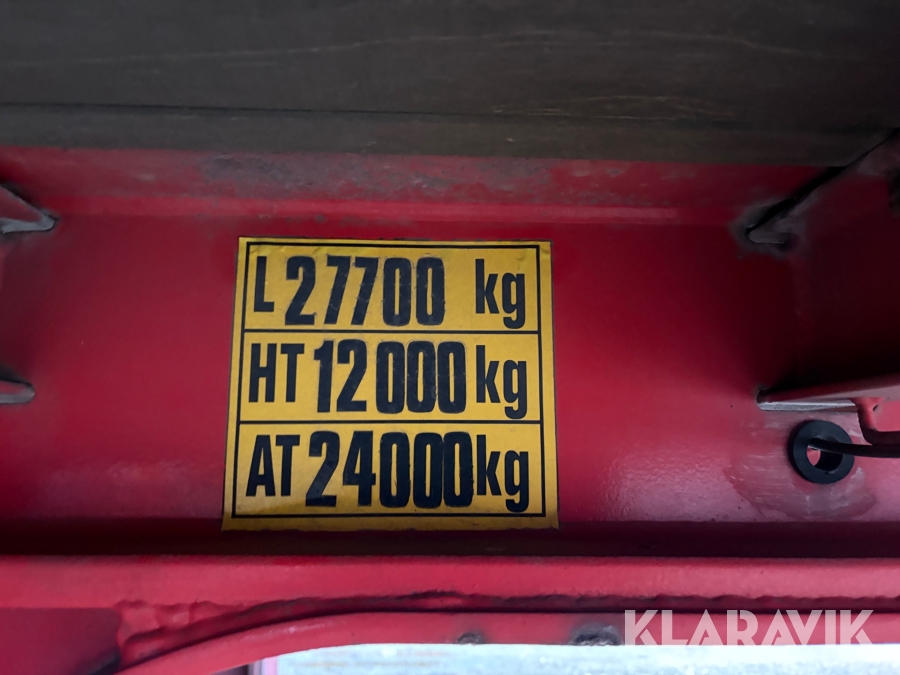 L 27700 kg
HT 12000 kg
AT 24000 kg
KLARAVIK